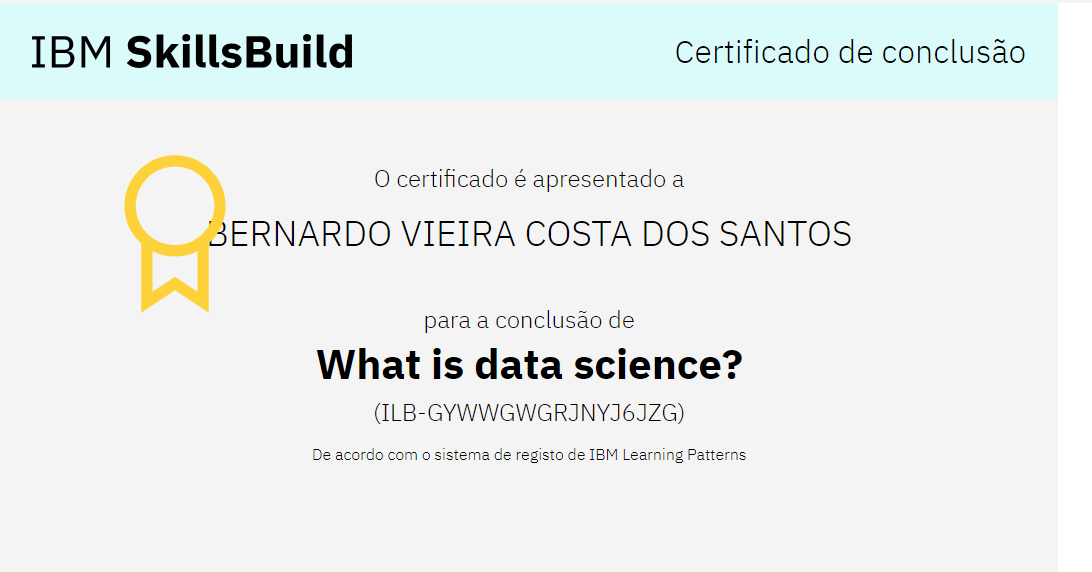 IBM SkillsBuild
Certificado de conclusão
O certificado é apresentado a
BERNARDO VIEIRA COSTA DOS SANTOS
para a conclusão de
What is data science?
(ILB-GYWWGWGRJNYJ6JZG)
De acordo com o sistema de registo de IBM Learning Patterns